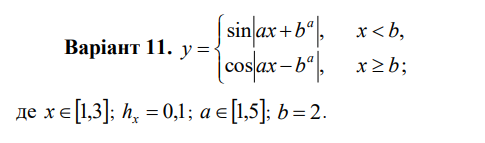 sin|ax + b^a|, x < b,
Варіант 11. y = {
cos|ax − b^a|, x ≥ b;
де x ∈ [1,3]; h_x = 0,1; a ∈ [1,5]; b = 2.